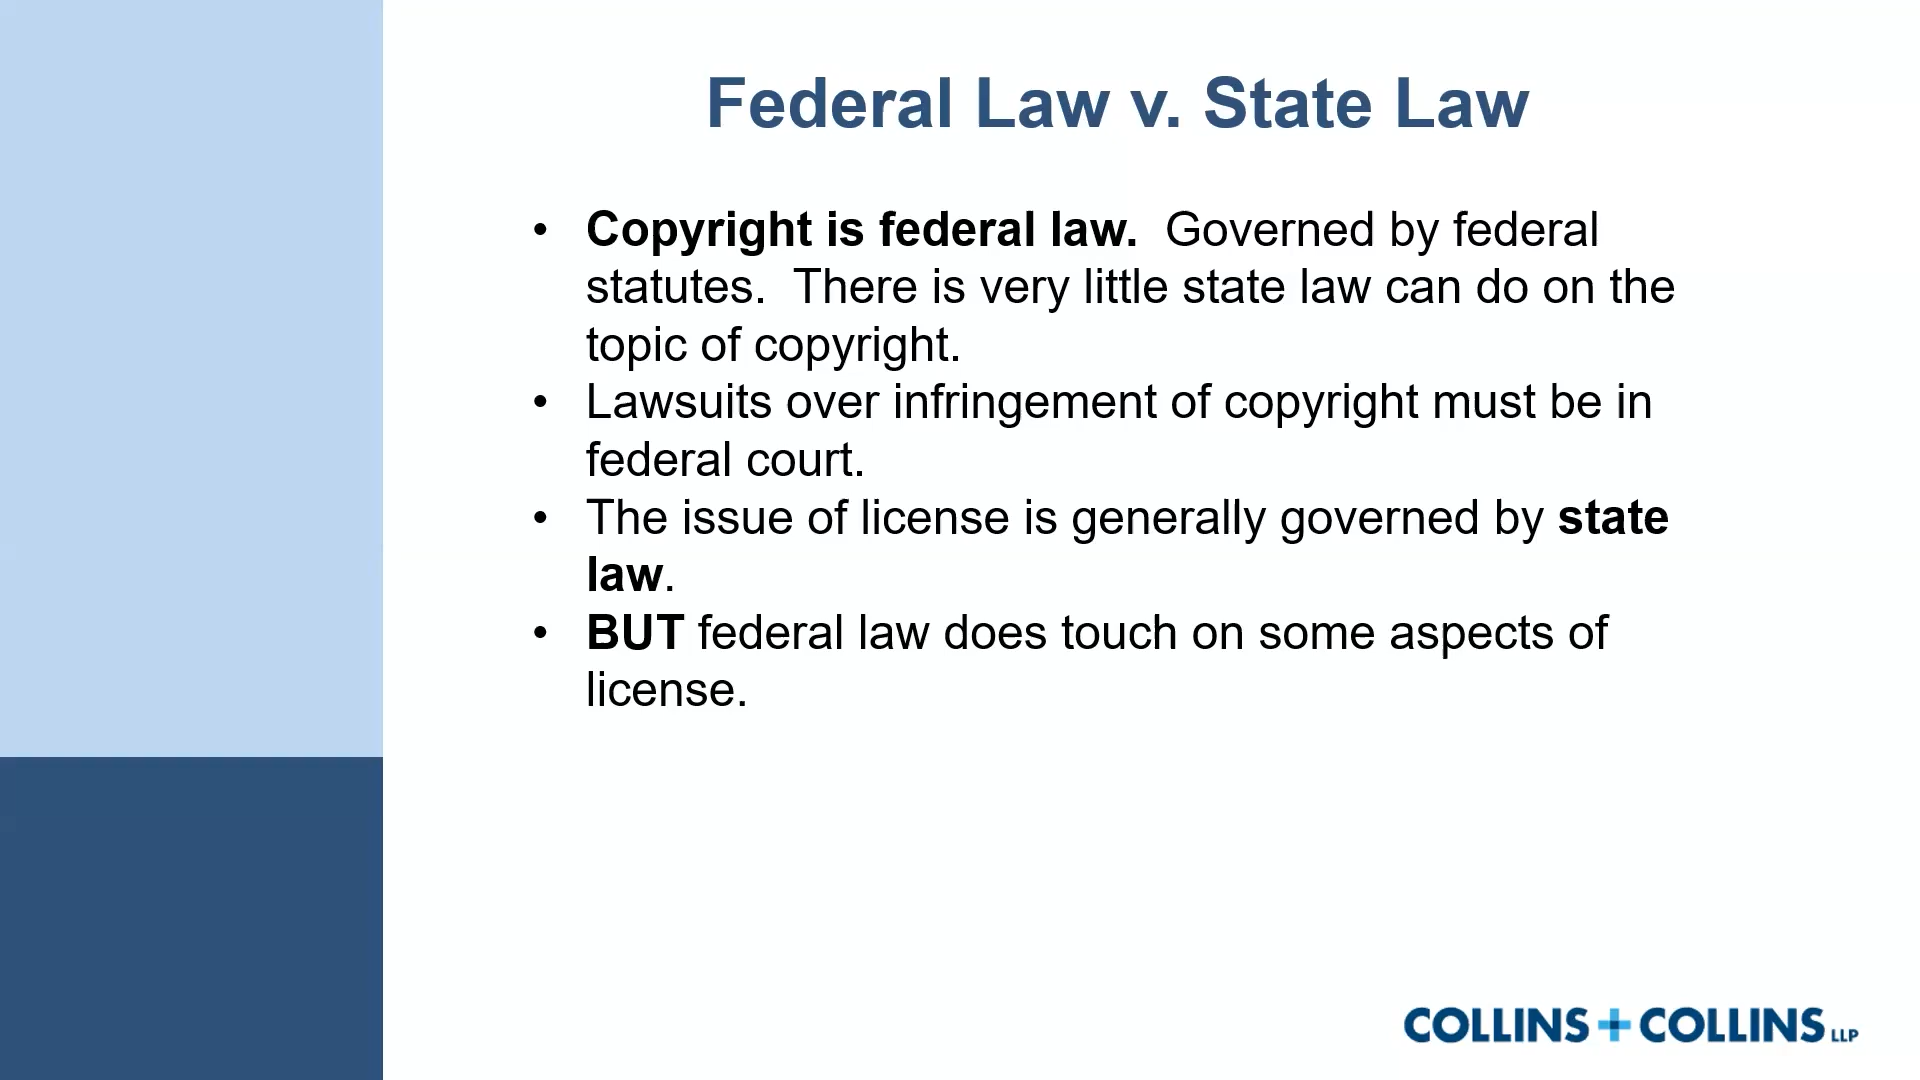 Federal Law v. State Law
• Copyright is federal law.  Governed by federal
statutes.  There is very little state law can do on the
topic of copyright.
• Lawsuits over infringement of copyright must be in
federal court.
• The issue of license is generally governed by state
law.
• BUT federal law does touch on some aspects of
license.
COLLINS + COLLINS LLP